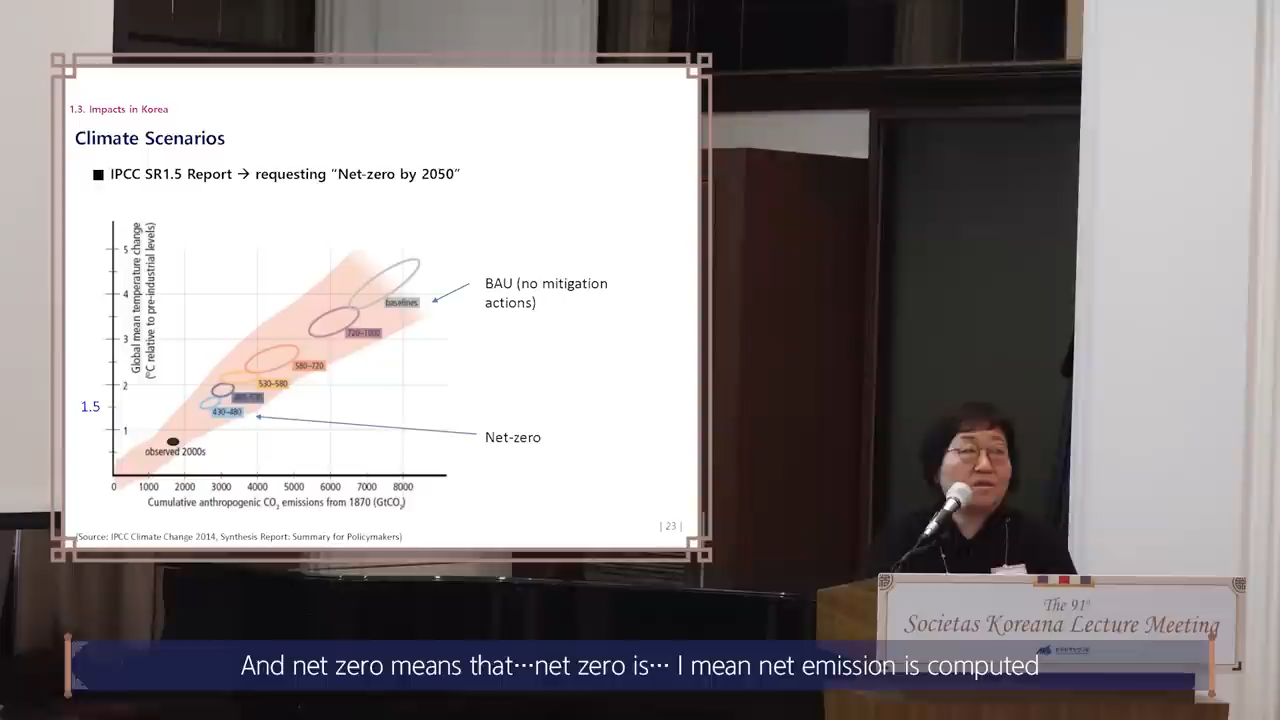 1.3. Impacts in Korea
Climate Scenarios
■ IPCC SR1.5 Report → requesting “Net-zero by 2050”
Global mean temperature change
(°C relative to pre-industrial levels)
5
4
3
2
1.5
1
baselines
720–1000
580–720
530–580
430–480
observed 2000s
BAU (no mitigation
actions)
Net-zero
0 1000 2000 3000 4000 5000 6000 7000 8000
Cumulative anthropogenic CO₂ emissions from 1870 (GtCO₂)
| 23 |
(Source: IPCC Climate Change 2014, Synthesis Report: Summary for Policymakers)
The 91st
Societas Koreana Lecture Meeting
And net zero means that⋯net zero is⋯ I mean net emission is computed